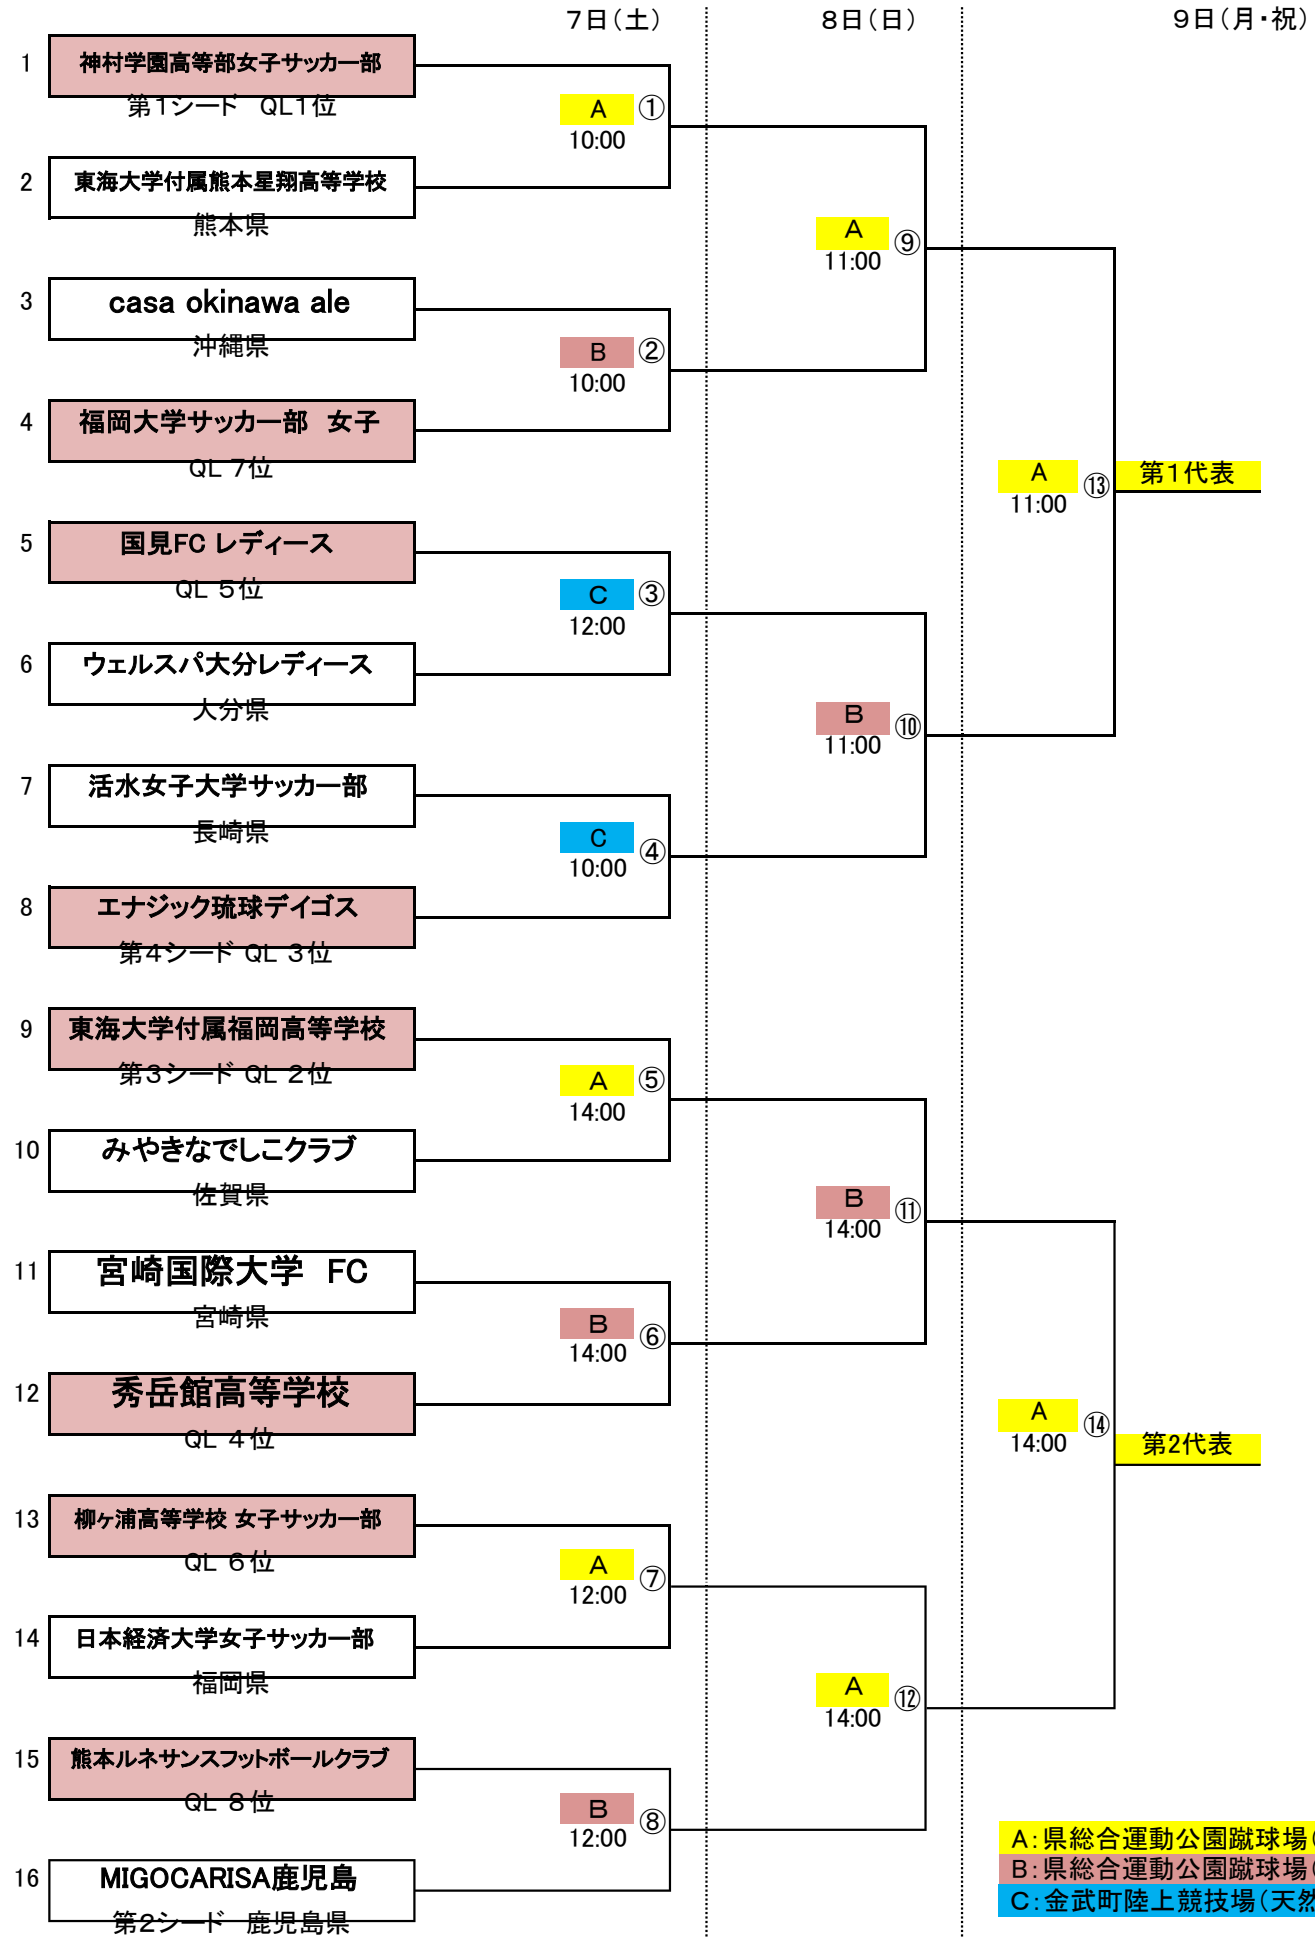 7日（土）
8日（日）
9日（月・祝）
1
神村学園高等部女子サッカー部
第1シード　QL1位
A ①
10:00
2
東海大学付属熊本星翔高等学校
熊本県
A ⑨
11:00
3
casa okinawa ale
沖縄県
B ②
10:00
4
福岡大学サッカー部　女子
QL 7位
A ⑬ 第1代表
11:00
5
国見FC レディース
QL 5位
C ③
12:00
6
ウェルスパ大分レディース
大分県
B ⑩
11:00
7
活水女子大学サッカー部
長崎県
C ④
10:00
8
エナジック琉球デイゴス
第4シード QL 3位
9
東海大学付属福岡高等学校
第3シード QL 2位
A ⑤
14:00
10
みやきなでしこクラブ
佐賀県
B ⑪
14:00
11
宮崎国際大学　FC
宮崎県
B ⑥
14:00
12
秀岳館高等学校
QL 4位
A ⑭ 第2代表
14:00
13
柳ヶ浦高等学校 女子サッカー部
QL 6位
A ⑦
12:00
14
日本経済大学女子サッカー部
福岡県
A ⑫
14:00
15
熊本ルネサンスフットボールクラブ
QL 8位
B ⑧
12:00
16
MIGOCARISA鹿児島
第2シード　鹿児島県
A：県総合運動公園蹴球場（
B：県総合運動公園蹴球場（
C：金武町陸上競技場（天然